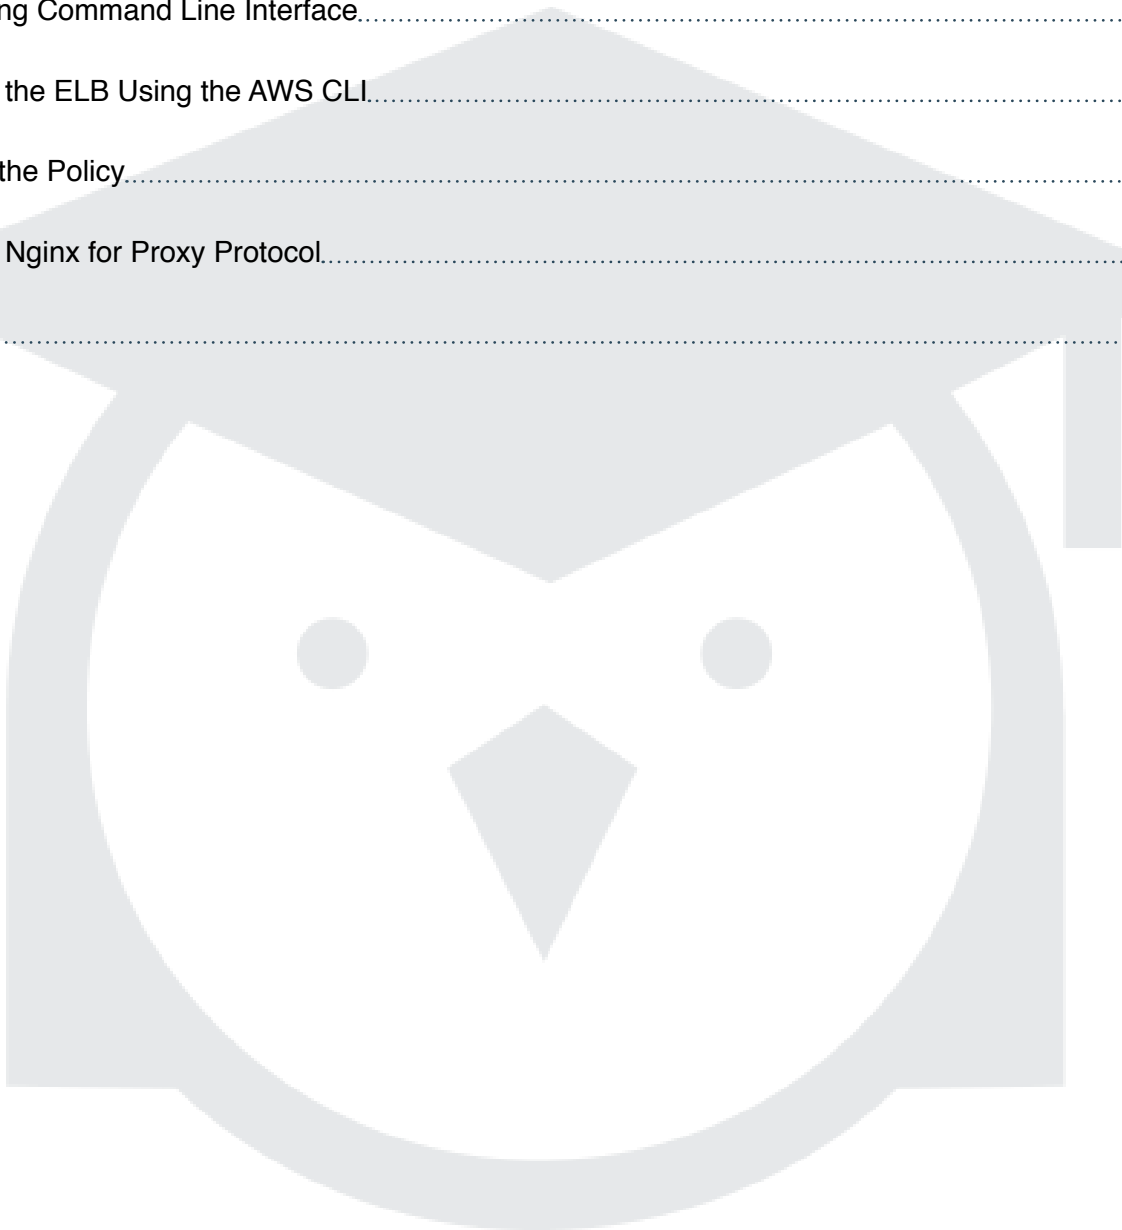 ng Command Line Interface
the ELB Using the AWS CLI
the Policy
Nginx for Proxy Protocol